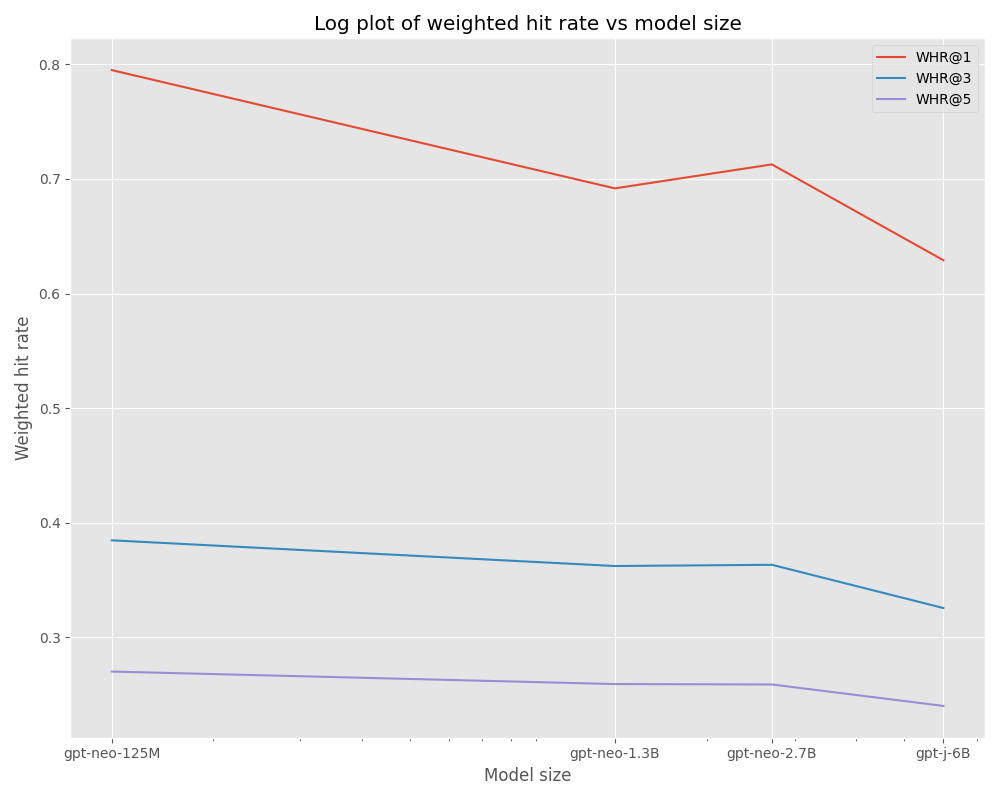 Log plot of weighted hit rate vs model size
WHR@1
WHR@3
WHR@5
Weighted hit rate
0.8
0.7
0.6
0.5
0.4
0.3
gpt-neo-125M
gpt-neo-1.3B
gpt-neo-2.7B
gpt-j-6B
Model size